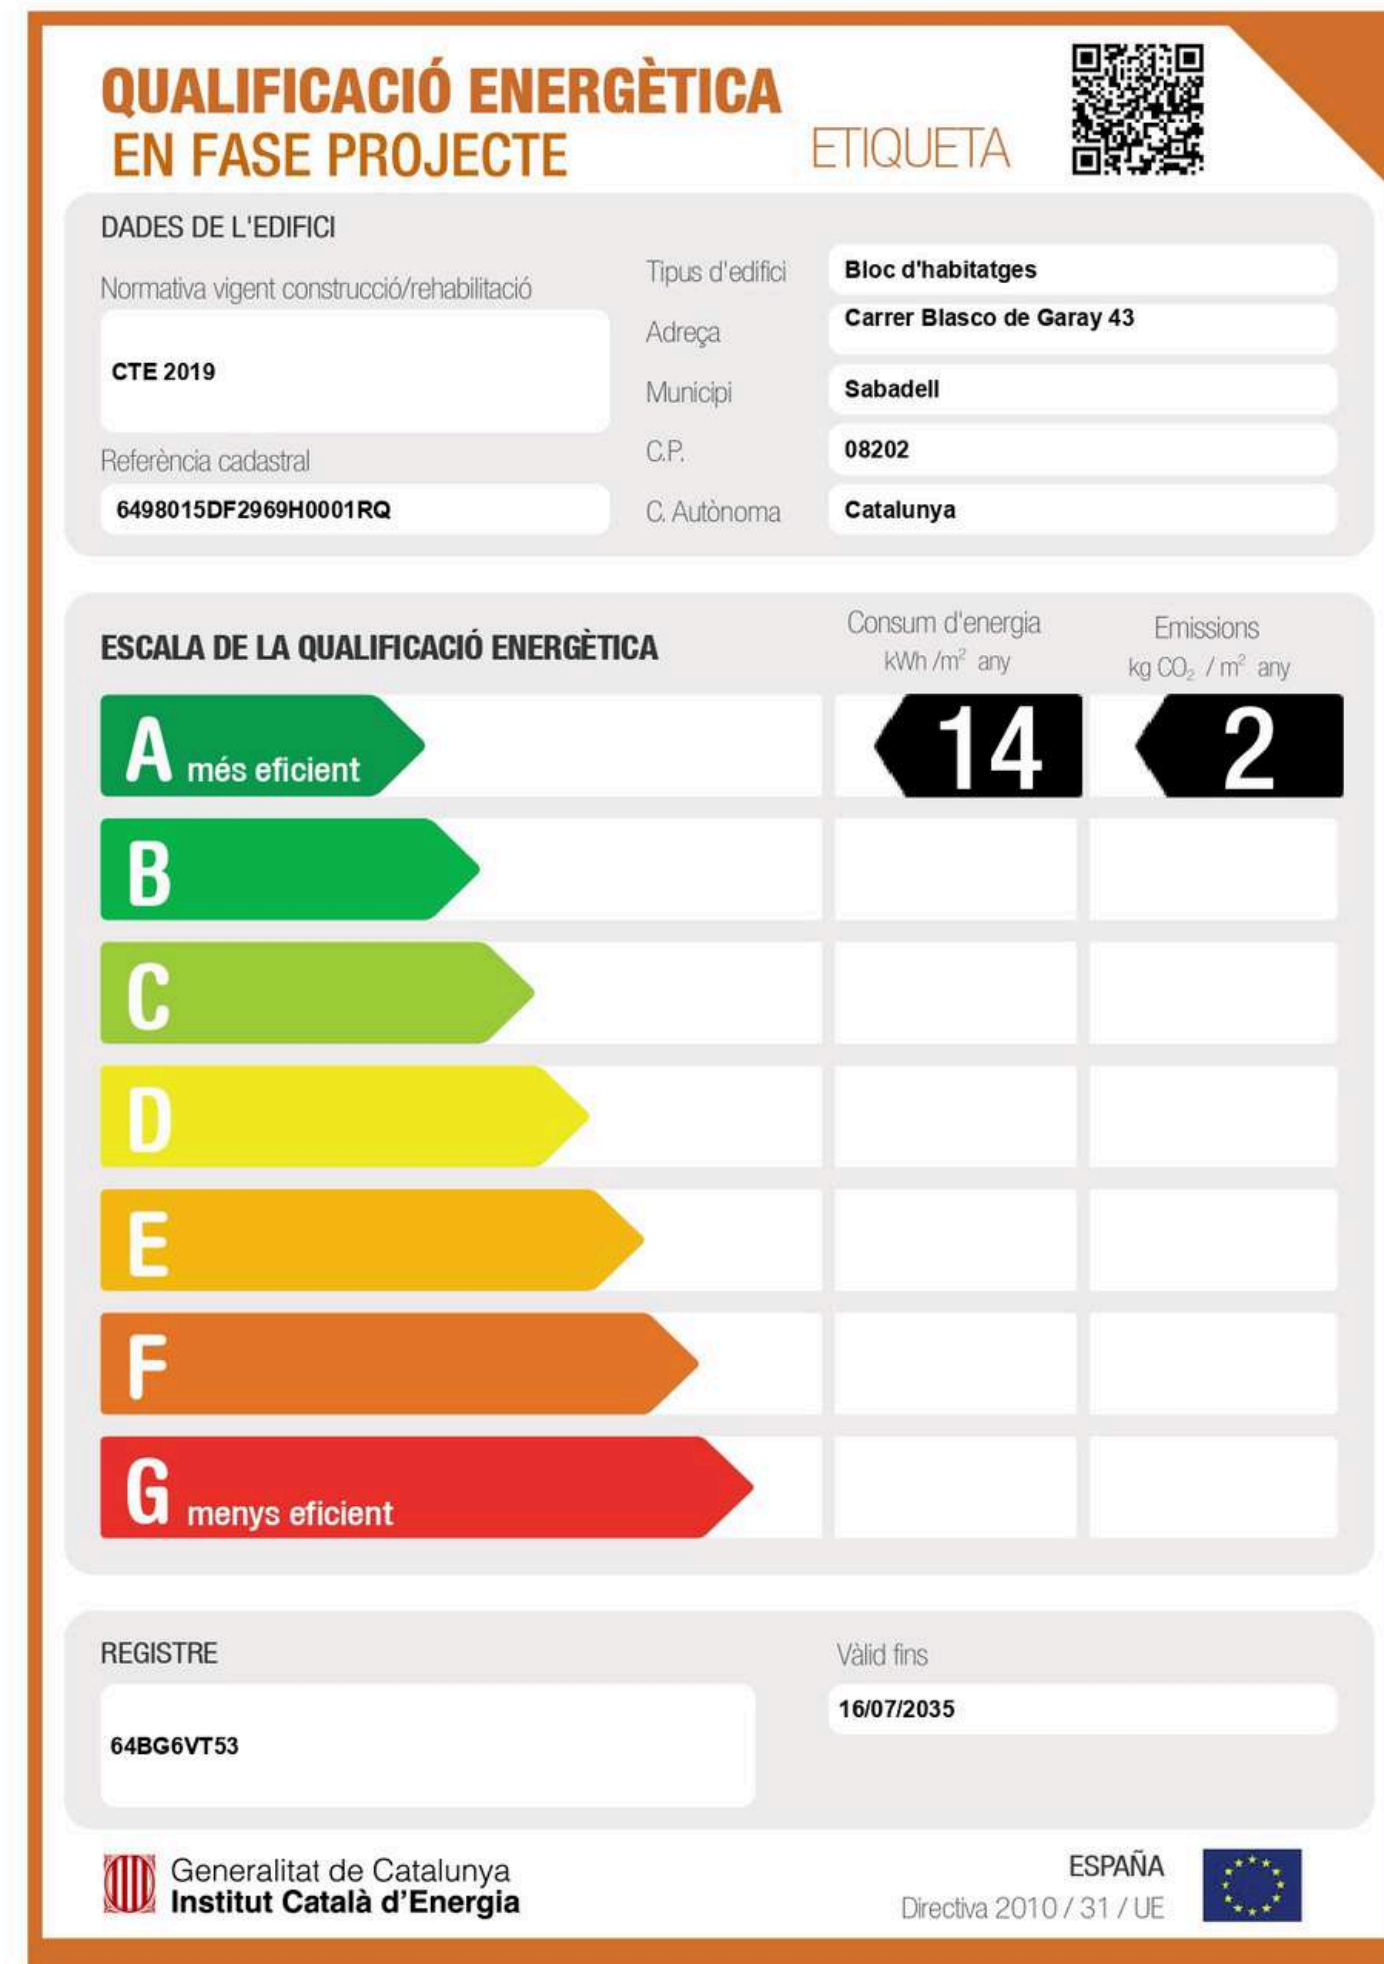 QUALIFICACIÓ ENERGÈTICA
EN FASE PROJECTE
ETIQUETA
DADES DE L'EDIFICI
Normativa vigent construcció/rehabilitació
CTE 2019
Referència cadastral
6498015DF2969H0001RQ
Tipus d'edifici
Bloc d'habitatges
Adreça
Carrer Blasco de Garay 43
Municipi
Sabadell
C.P.
08202
C. Autònoma
Catalunya
ESCALA DE LA QUALIFICACIÓ ENERGÈTICA
Consum d'energia
kWh /m² any
Emissions
kg CO₂ / m² any
A més eficient
14
2
B
C
D
E
F
G menys eficient
REGISTRE
64BG6VT53
Vàlid fins
16/07/2035
Generalitat de Catalunya
Institut Català d'Energia
ESPAÑA
Directiva 2010 / 31 / UE